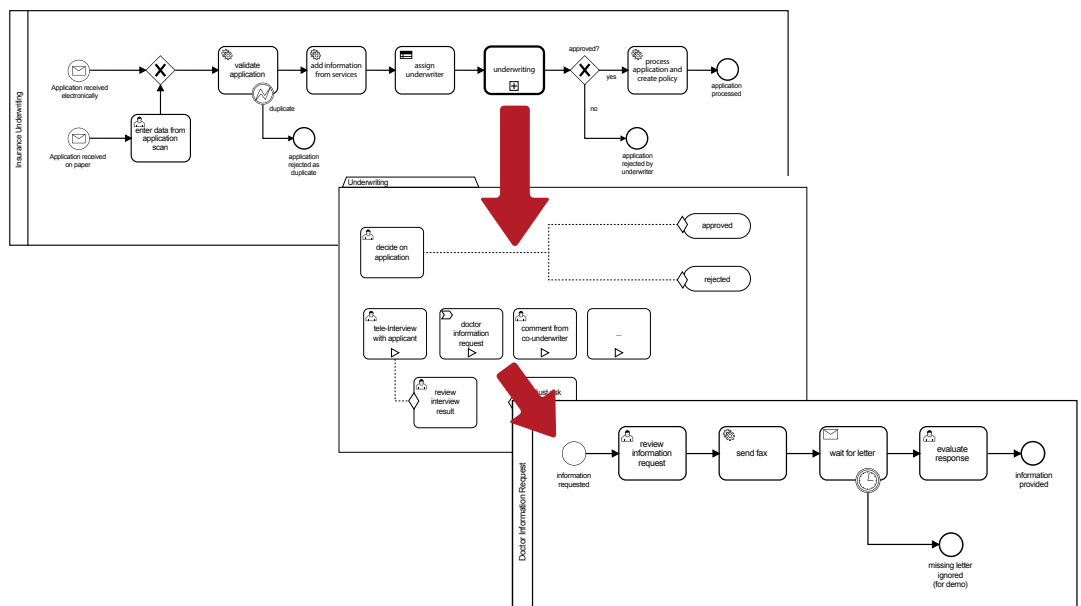 Insurance Underwriting
Application received
electronically
Application received
on paper
enter data from
application
scan
validate
application
duplicate
application
rejected as
duplicate
add information
from services
assign
underwriter
underwriting
approved?
yes
no
process
application and
create policy
application
processed
application
rejected by
underwriter
Underwriting
decide on
application
approved
rejected
tele-Interview
with applicant
doctor
information
request
comment from
co-underwriter
...
review
interview
result
Doctor Information Request
information
requested
review
information
request
send fax
wait for letter
evaluate
response
information
provided
missing letter
ignored
(for demo)